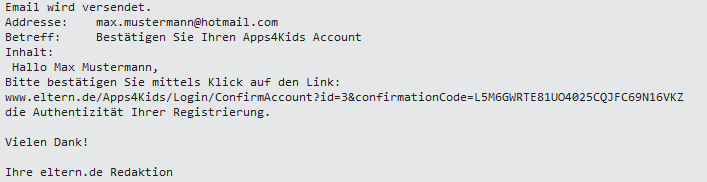 Email wird versendet.
Addresse: max.mustermann@hotmail.com
Betreff: Bestätigen Sie Ihren Apps4Kids Account
Inhalt:
Hallo Max Mustermann,
Bitte bestätigen Sie mittels Klick auf den Link:
www.eltern.de/Apps4Kids/Login/ConfirmAccount?id=3&confirmationCode=L5M6GWRTE81UO4025CQJFC69N16VKZ
die Authentizität Ihrer Registrierung.
Vielen Dank!
Ihre eltern.de Redaktion